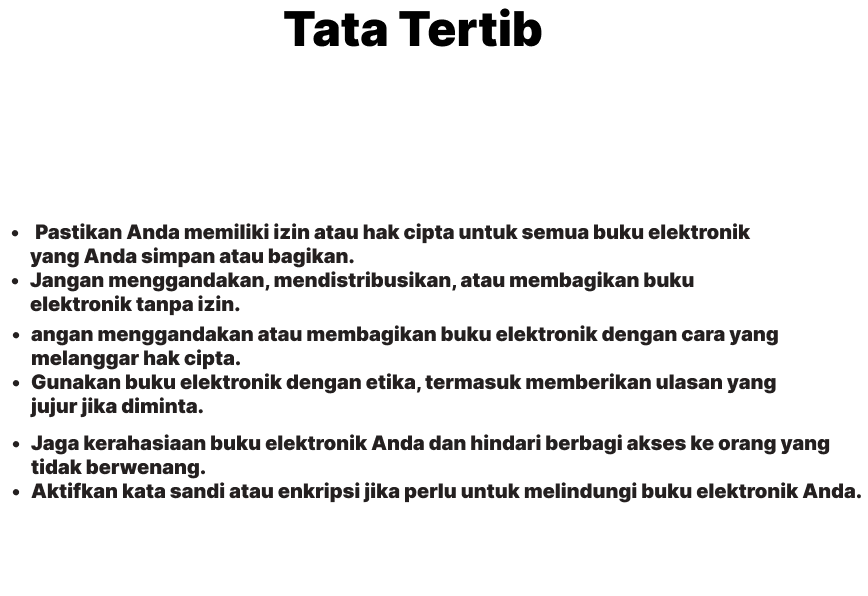 Tata Tertib
• Pastikan Anda memiliki izin atau hak cipta untuk semua buku elektronik
yang Anda simpan atau bagikan.
• Jangan menggandakan, mendistribusikan, atau membagikan buku
elektronik tanpa izin.
• angan menggandakan atau membagikan buku elektronik dengan cara yang
melanggar hak cipta.
• Gunakan buku elektronik dengan etika, termasuk memberikan ulasan yang
jujur jika diminta.
• Jaga kerahasiaan buku elektronik Anda dan hindari berbagi akses ke orang yang
tidak berwenang.
• Aktifkan kata sandi atau enkripsi jika perlu untuk melindungi buku elektronik Anda.